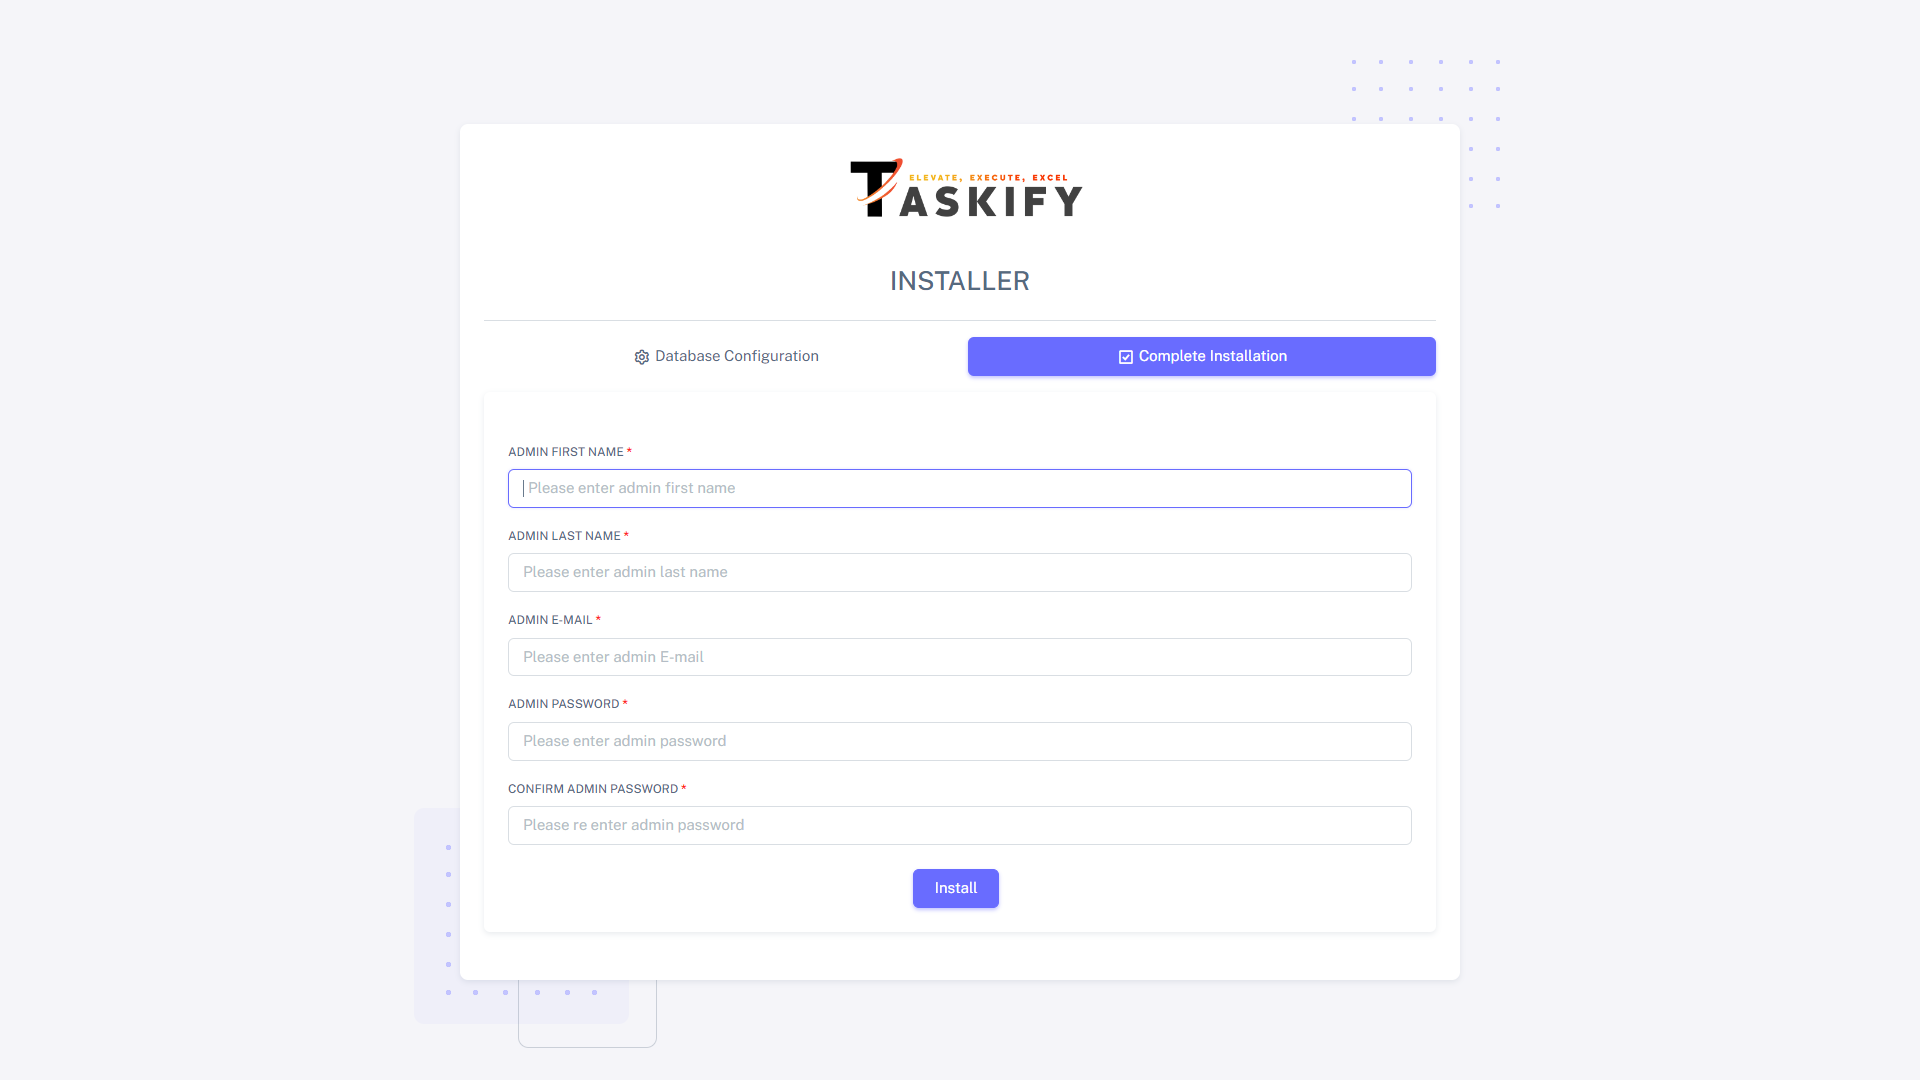 ELEVATE, EXECUTE, EXCEL
TASKIFY
INSTALLER
Database Configuration
Complete Installation
ADMIN FIRST NAME *
Please enter admin first name
ADMIN LAST NAME *
Please enter admin last name
ADMIN E-MAIL *
Please enter admin E-mail
ADMIN PASSWORD *
Please enter admin password
CONFIRM ADMIN PASSWORD *
Please re enter admin password
Install